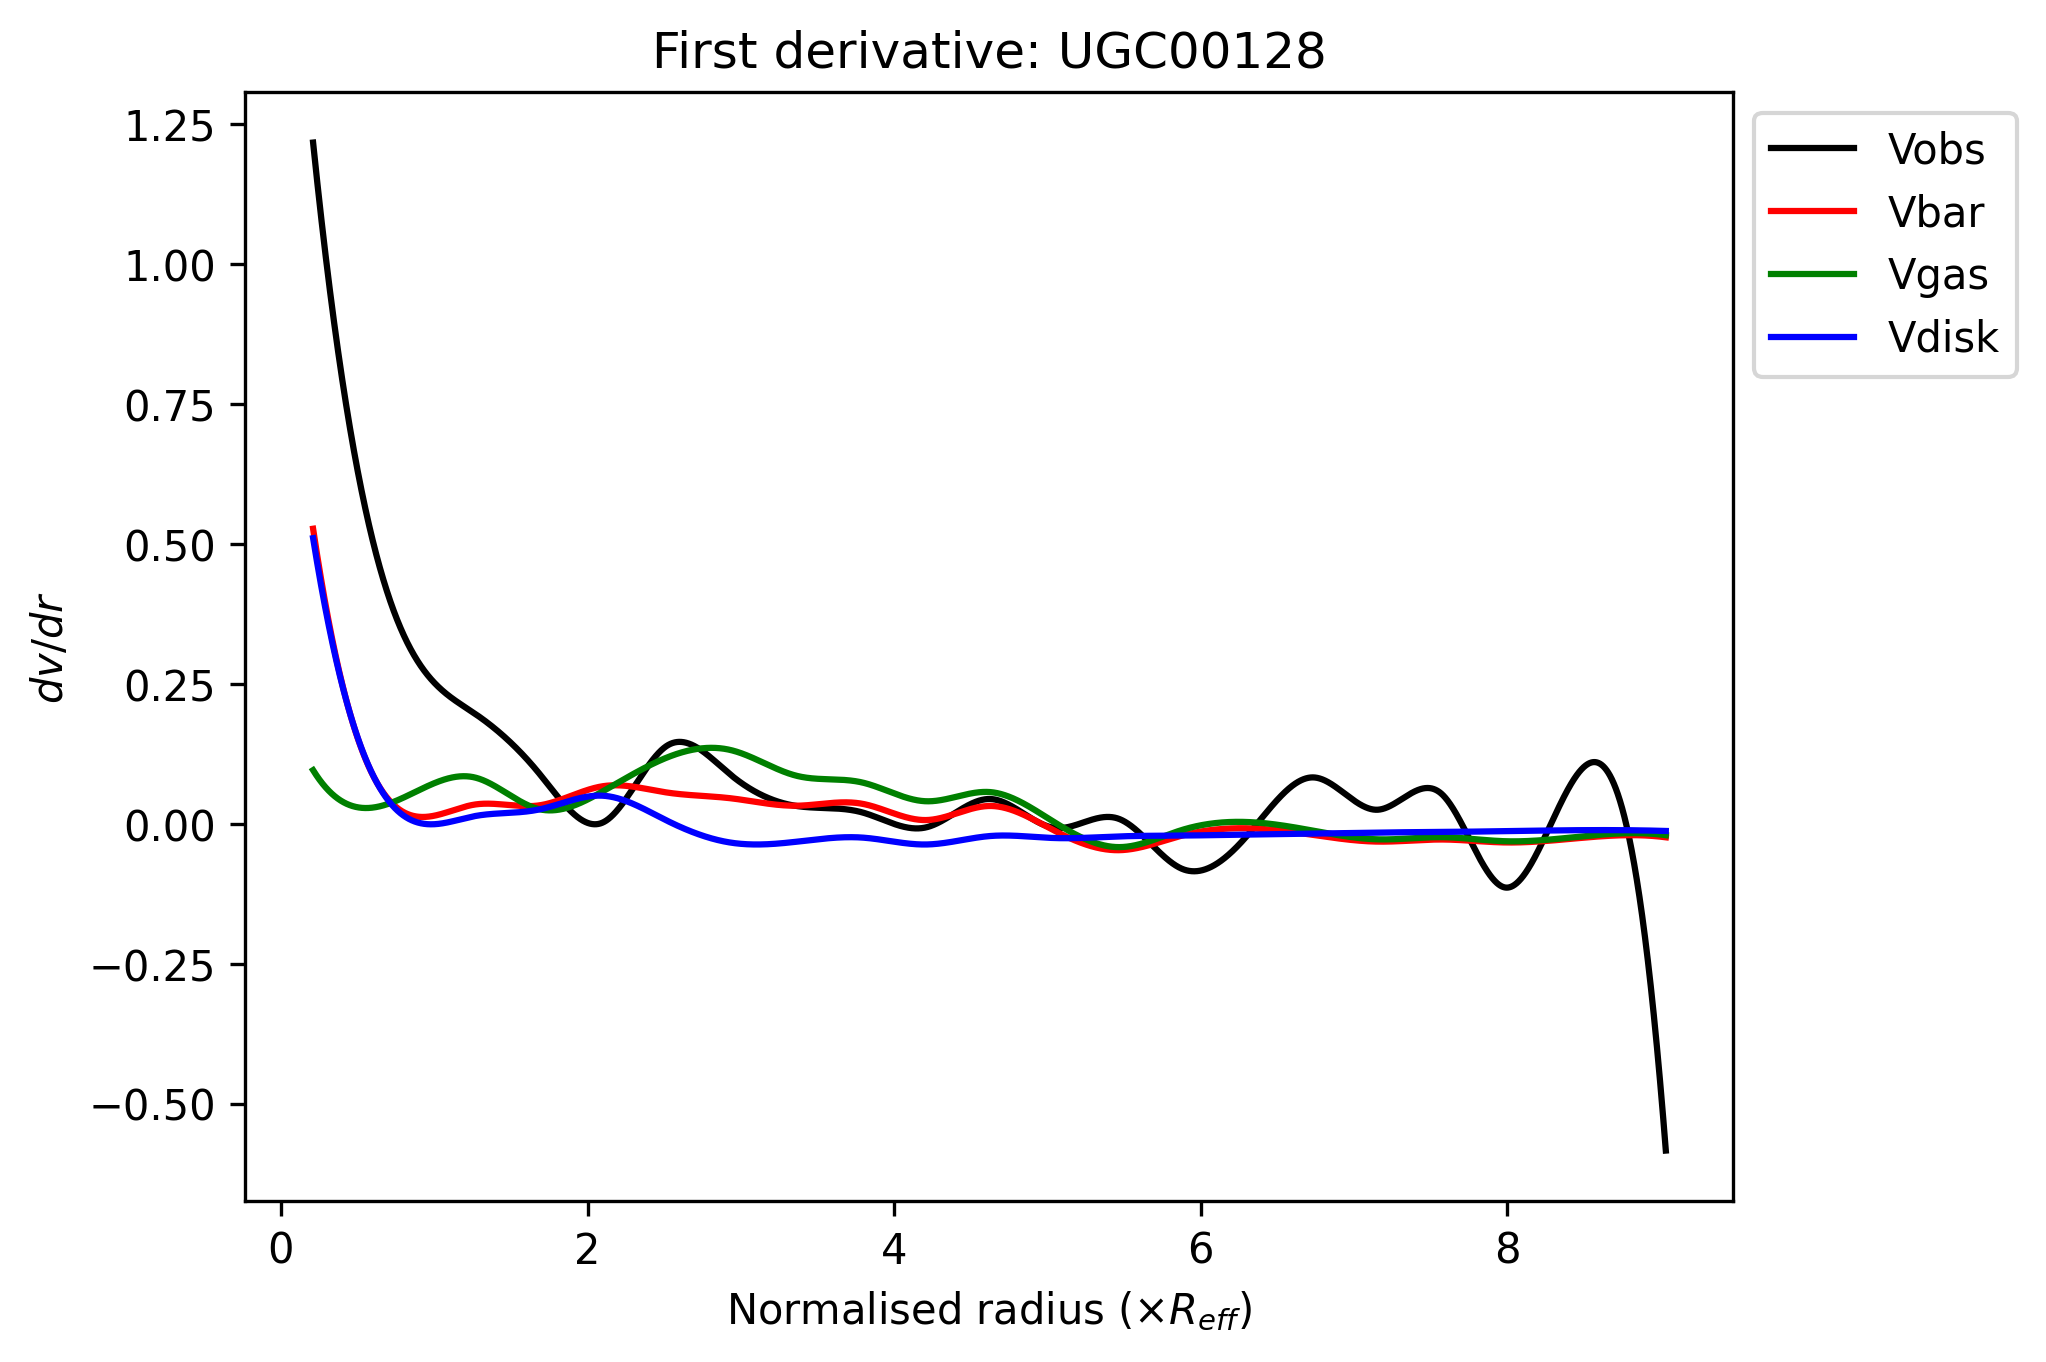 First derivative: UGC00128
1.25
1.00
0.75
0.50
0.25
0.00
−0.25
−0.50
dv/dr
0 2 4 6 8
Normalised radius (×R_eff)
Vobs
Vbar
Vgas
Vdisk